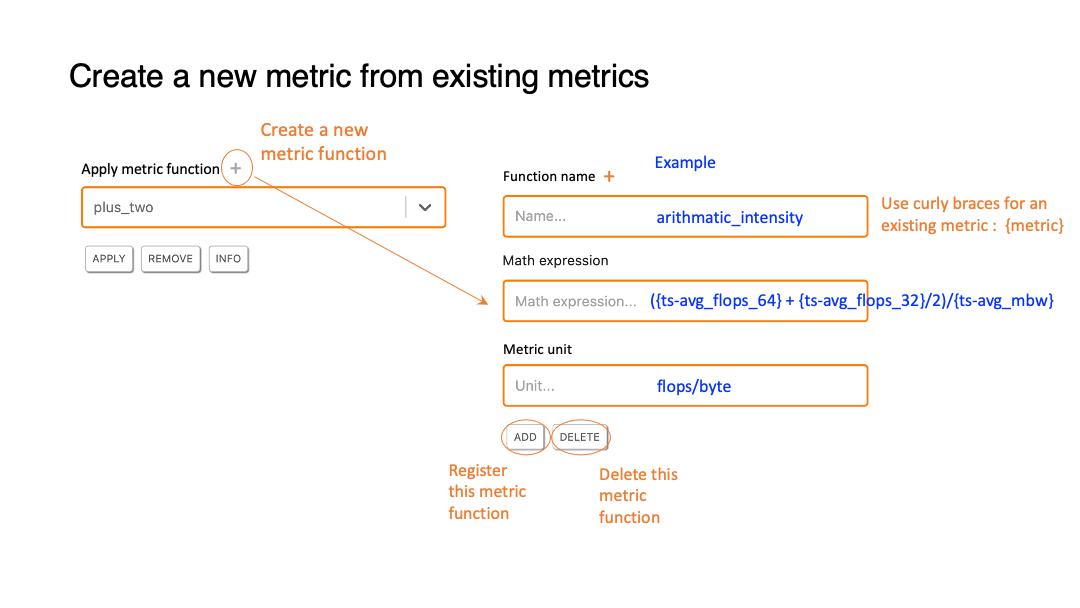 Create a new metric from existing metrics
Create a new
metric function
Apply metric function +
plus_two
APPLY REMOVE INFO
Example
Function name +
Name... arithmatic_intensity
Use curly braces for an
existing metric : {metric}
Math expression
Math expression... ({ts-avg_flops_64} + {ts-avg_flops_32}/2)/{ts-avg_mbw}
Metric unit
Unit... flops/byte
ADD DELETE
Register
this metric
function
Delete this
metric
function